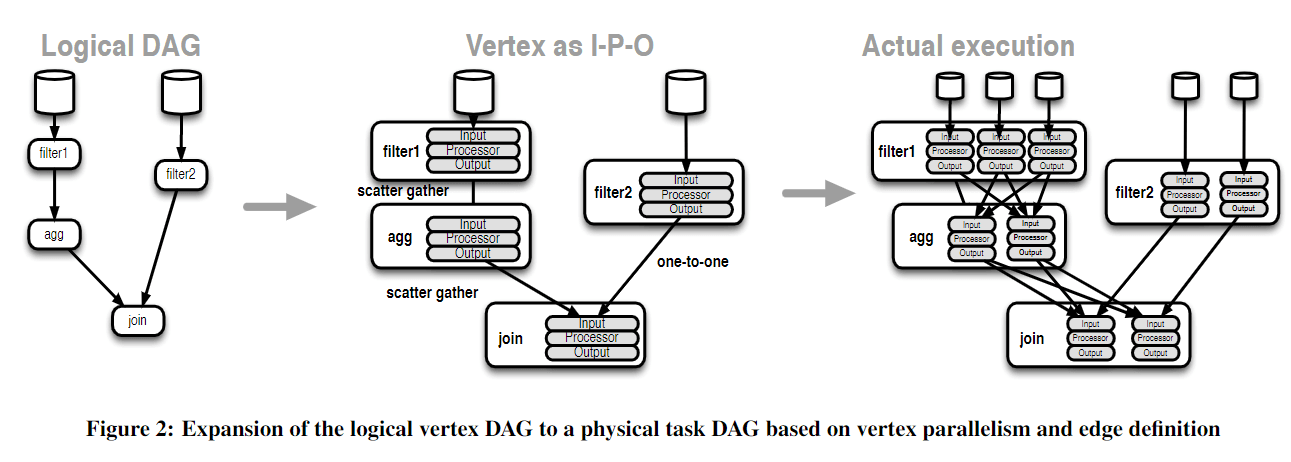 Logical DAG
Vertex as I-P-O
Actual execution
filter1
filter2
agg
join
filter1
Input
Processor
Output
scatter gather
filter2
Input
Processor
Output
agg
Input
Processor
Output
one-to-one
scatter gather
join
Input
Processor
Output
filter1
Input Input Input
Processor Processor Processor
Output Output Output
filter2
Input Input
Processor Processor
Output Output
agg
Input Input
Processor Processor
Output Output
join
Input Input
Processor Processor
Output Output
Figure 2: Expansion of the logical vertex DAG to a physical task DAG based on vertex parallelism and edge definition